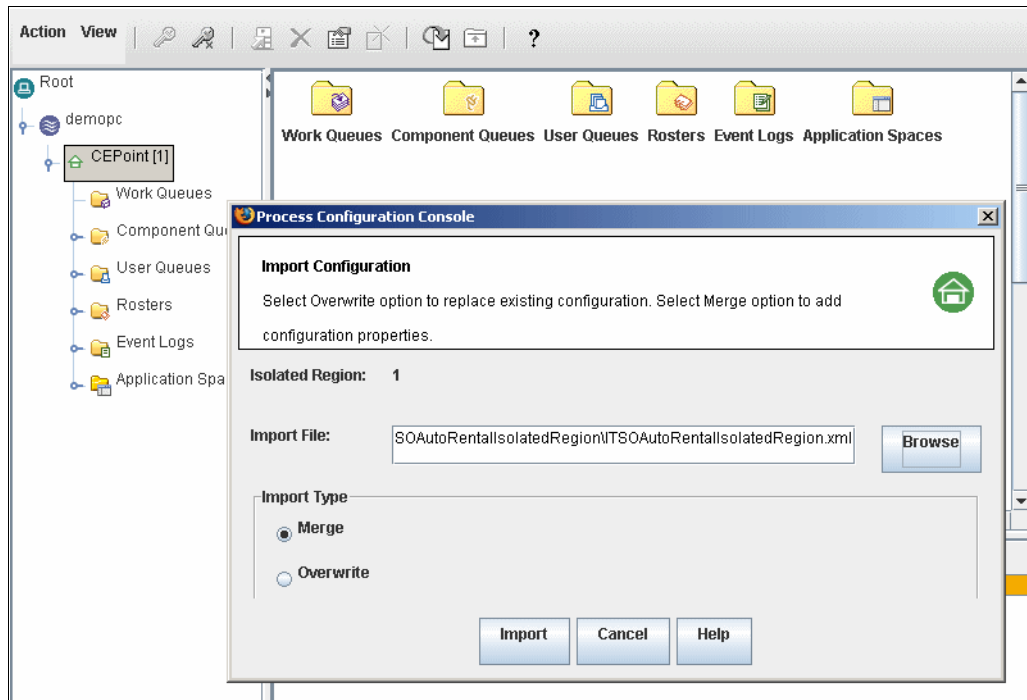 Action View
?
Root
demopc
CEPoint [1]
Work Queues
Component Qu
User Queues
Rosters
Event Logs
Application Spa
Work Queues Component Queues User Queues Rosters Event Logs Application Spaces
Process Configuration Console
Import Configuration
Select Overwrite option to replace existing configuration. Select Merge option to add
configuration properties.
Isolated Region: 1
Import File: SOAutoRentalIsolatedRegion\ITSOAutoRentalIsolatedRegion.xml Browse
Import Type
Merge
Overwrite
Import Cancel Help